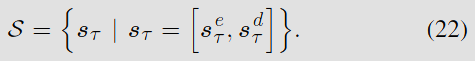 𝒮 = { s_τ | s_τ = [ s_τ^e, s_τ^d ] }. (22)